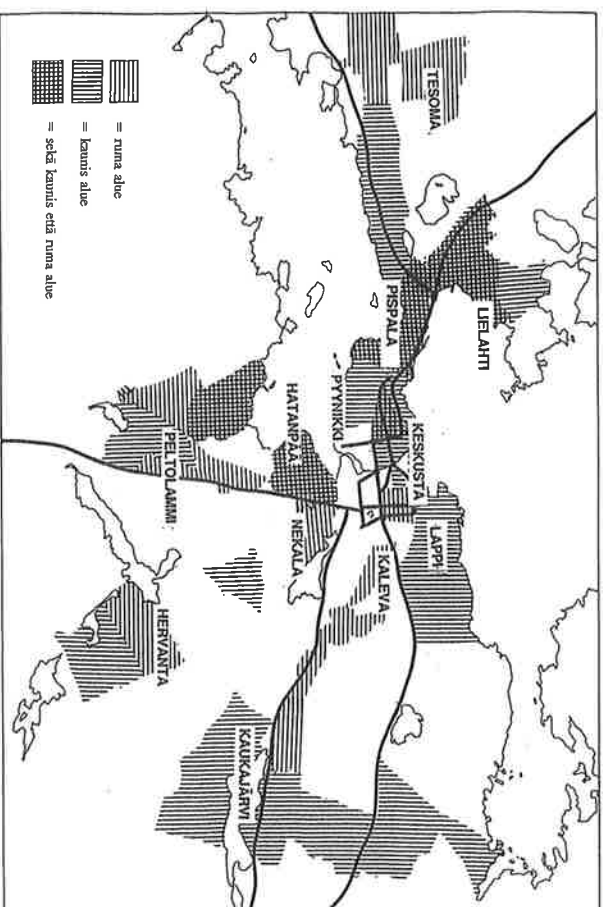 TESOMA
LIELAHTI
PISPALA
PYYNIKKI
KESKUSTA
LAPPI
HATANPÄÄ
NEKALA
KALEVA
PELTOLAMMI
HERVANTA
KAUKAJÄRVI
= ruma alue
= kaunis alue
= sekä kaunis että ruma alue